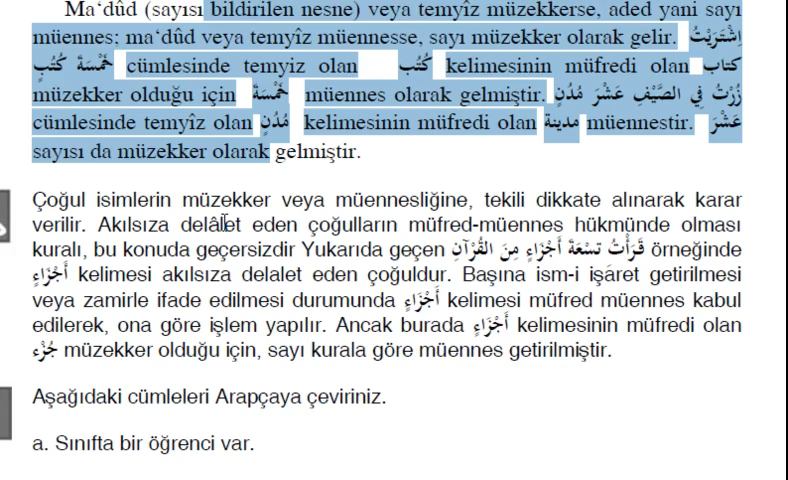 Ma‘dûd (sayısı bildirilen nesne) veya temyîz müzekkerse, aded yani sayı
müennes; ma‘dûd veya temyîz müennesse, sayı müzekker olarak gelir. اِشْتَرَيْتُ
خَمْسَةَ كُتُبٍ cümlesinde temyiz olan كُتُب kelimesinin müfredi olan كتاب
müzekker olduğu için خَمْسَةَ müennes olarak gelmiştir. زُرْتُ فِي الصَّيْفِ عَشْرَ مُدُنٍ
cümlesinde temyîz olan مُدُنٍ kelimesinin müfredi olan مدينة müennestir. عَشْرَ
sayısı da müzekker olarak gelmiştir.
Çoğul isimlerin müzekker veya müennesliğine, tekili dikkate alınarak karar
verilir. Akılsıza delâlet eden çoğulların müfred-müennes hükmünde olması
kuralı, bu konuda geçersizdir Yukarıda geçen قَرَأْتُ تسْعَةَ أَجْزَاءٍ مِنَ القُرْآنِ örneğinde
أَجْزَاءٍ kelimesi akılsıza delalet eden çoğuldur. Başına ism-i işáret getirilmesi
veya zamirle ifade edilmesi durumunda أَجْزَاءٍ kelimesi müfred müennes kabul
edilerek, ona göre işlem yapılır. Ancak burada أَجْزَاءٍ kelimesinin müfredi olan
جُزْء müzekker olduğu için, sayı kurala göre müennes getirilmiştir.
Aşağıdaki cümleleri Arapçaya çeviriniz.
a. Sınıfta bir öğrenci var.